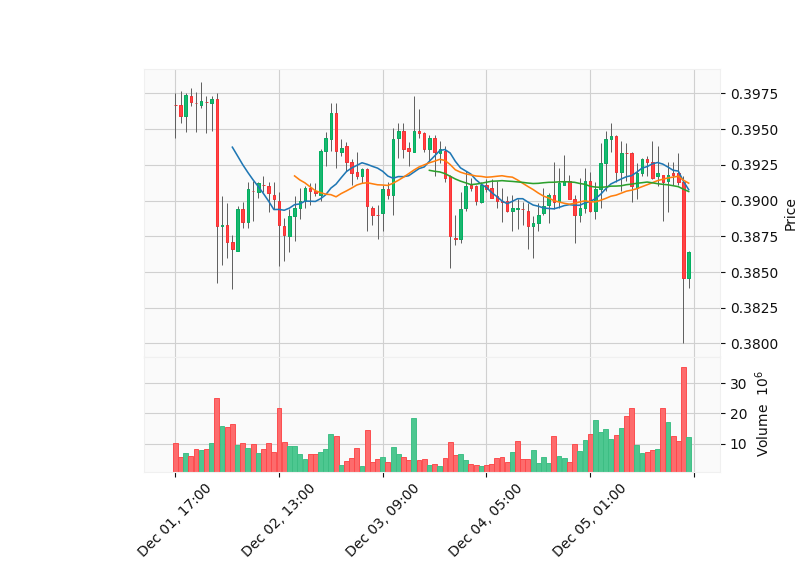 0.3975
0.3950
0.3925
0.3900
0.3875
0.3850
0.3825
0.3800
Price
30
20
10
Volume 10^6
Dec 01, 17:00
Dec 02, 13:00
Dec 03, 09:00
Dec 04, 05:00
Dec 05, 01:00